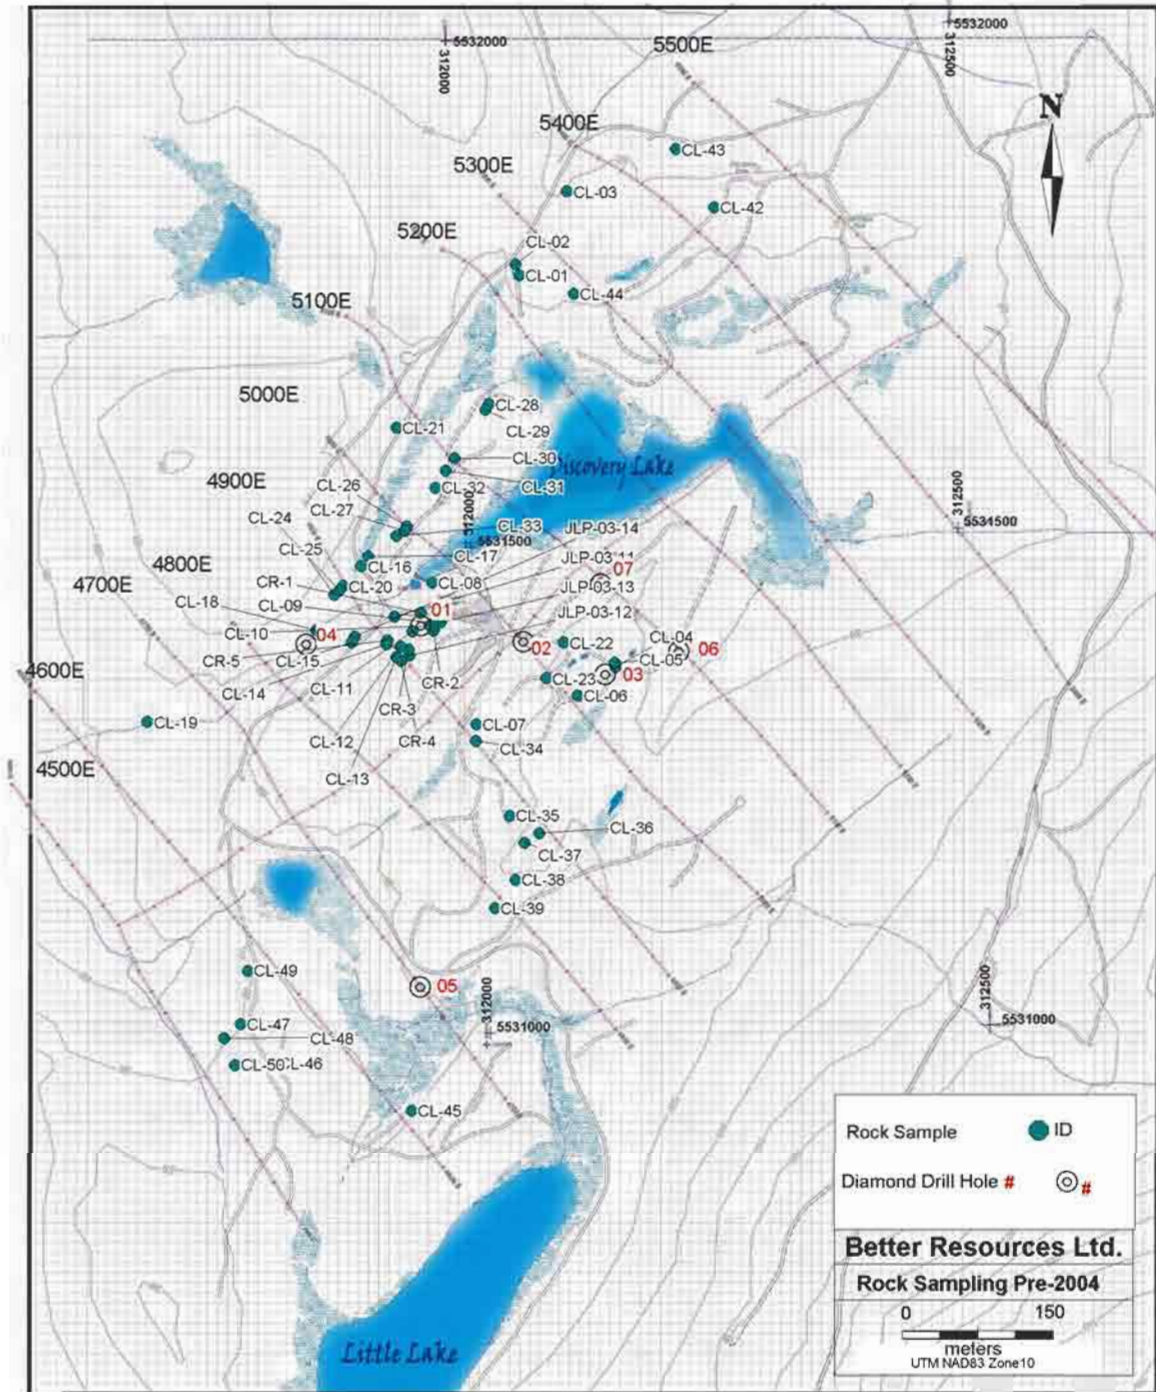 5532000
312500
5500E
5532000
312000
N
5400E
CL-43
5300E
CL-03
CL-42
5200E
CL-02
CL-01
CL-44
5100E
5000E
CL-28
CL-21
CL-29
CL-30
Discovery Lake
4900E
CL-26
CL-32
CL-31
CL-27
312000
312500
CL-24
CL-33
JLP-03-14
5531500
5531500
CL-25
CL-17
JLP-03-11
4800E
CL-16
07
4700E
CR-1
CL-20
CL-08
JLP-03-13
CL-18
CL-09
01
JLP-03-12
CL-10
04
02
CL-22
CL-04
06
CR-5
CL-15
CL-05
4600E
CL-14
CL-11
CR-2
CL-23
03
CL-06
CL-19
CR-3
CL-07
CL-12
CR-4
CL-34
4500E
CL-13
CL-35
CL-36
CL-37
CL-38
CL-39
CL-49
05
312000
312500
CL-47
5531000
5531000
CL-48
CL-50
CL-46
CL-45
Rock Sample ID
Diamond Drill Hole # #
Better Resources Ltd.
Rock Sampling Pre-2004
0 150
meters
UTM NAD83 Zone10
Little Lake